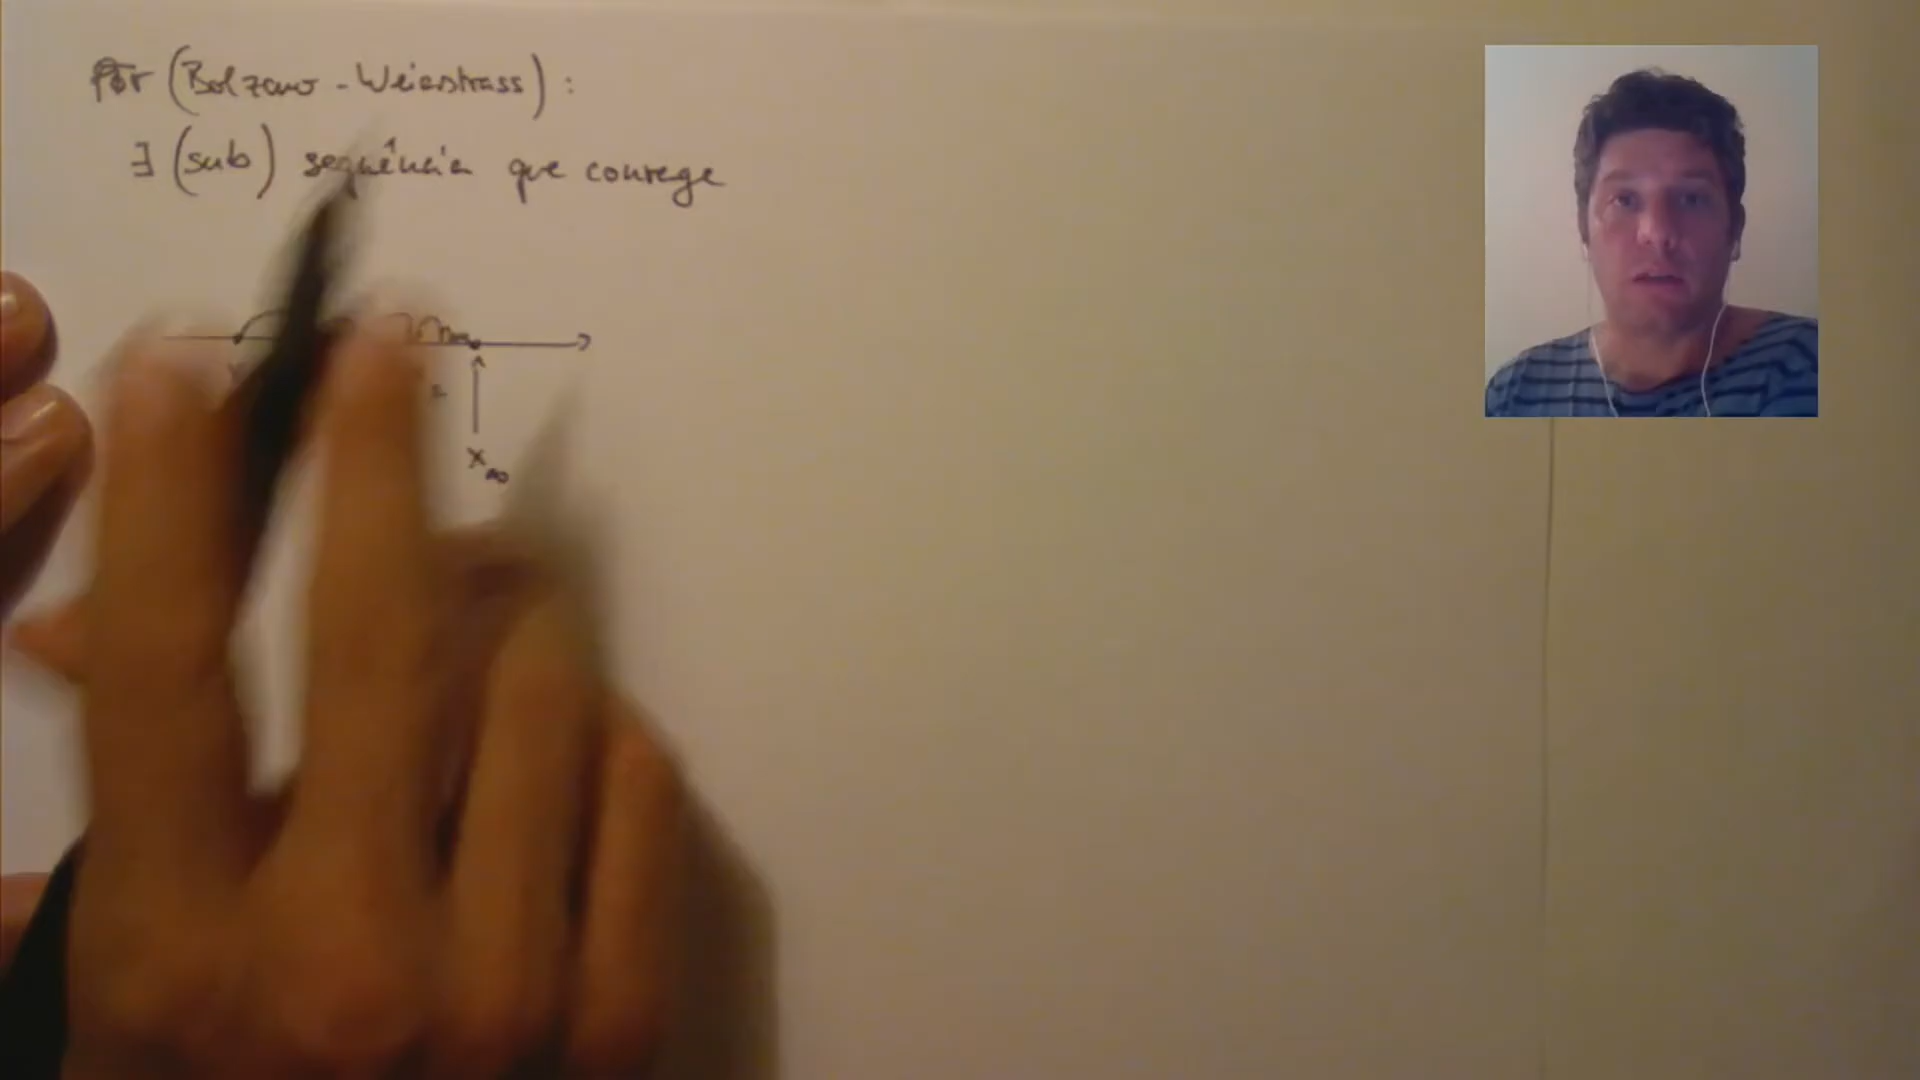 Por (Bolzano - Weierstrass) :
∃ (sub) sequência que converge
x∞